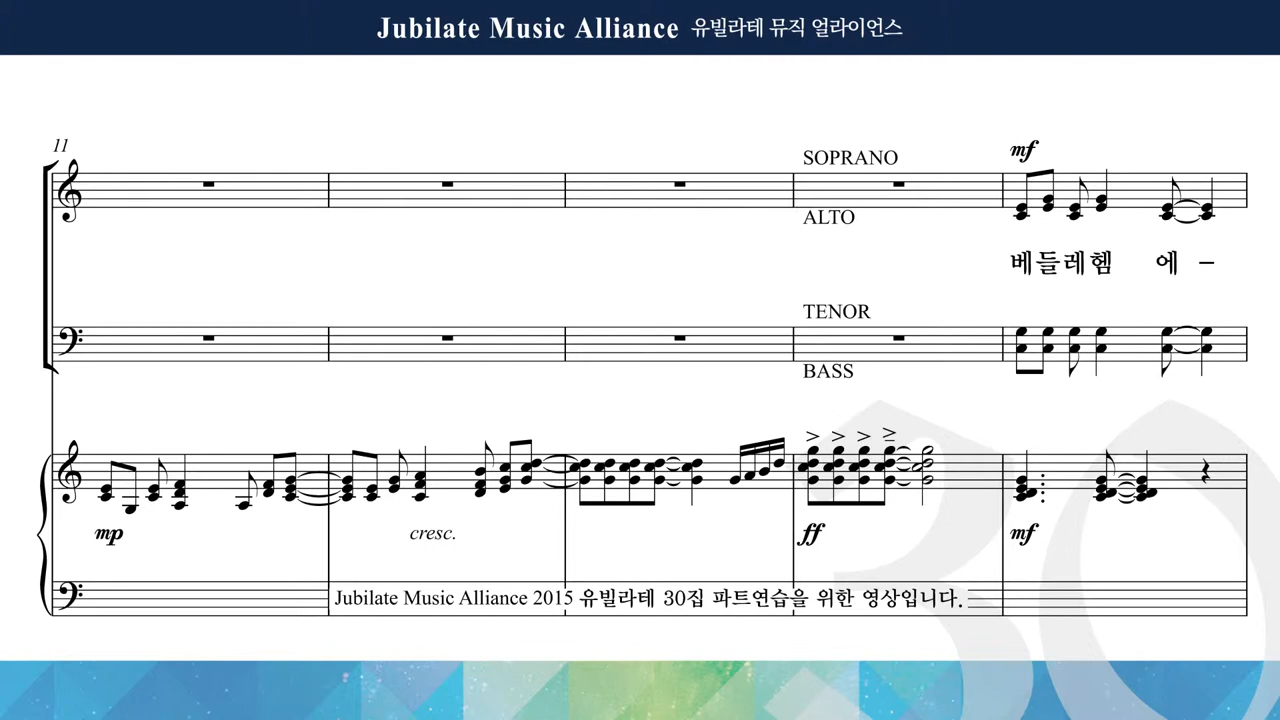 Jubilate Music Alliance 유빌라테 뮤직 얼라이언스
11
SOPRANO
mf
ALTO
베들레헴 에 –
TENOR
BASS
mp
cresc.
ff
mf
Jubilate Music Alliance 2015 유빌라테 30집 파트연습을 위한 영상입니다.
30